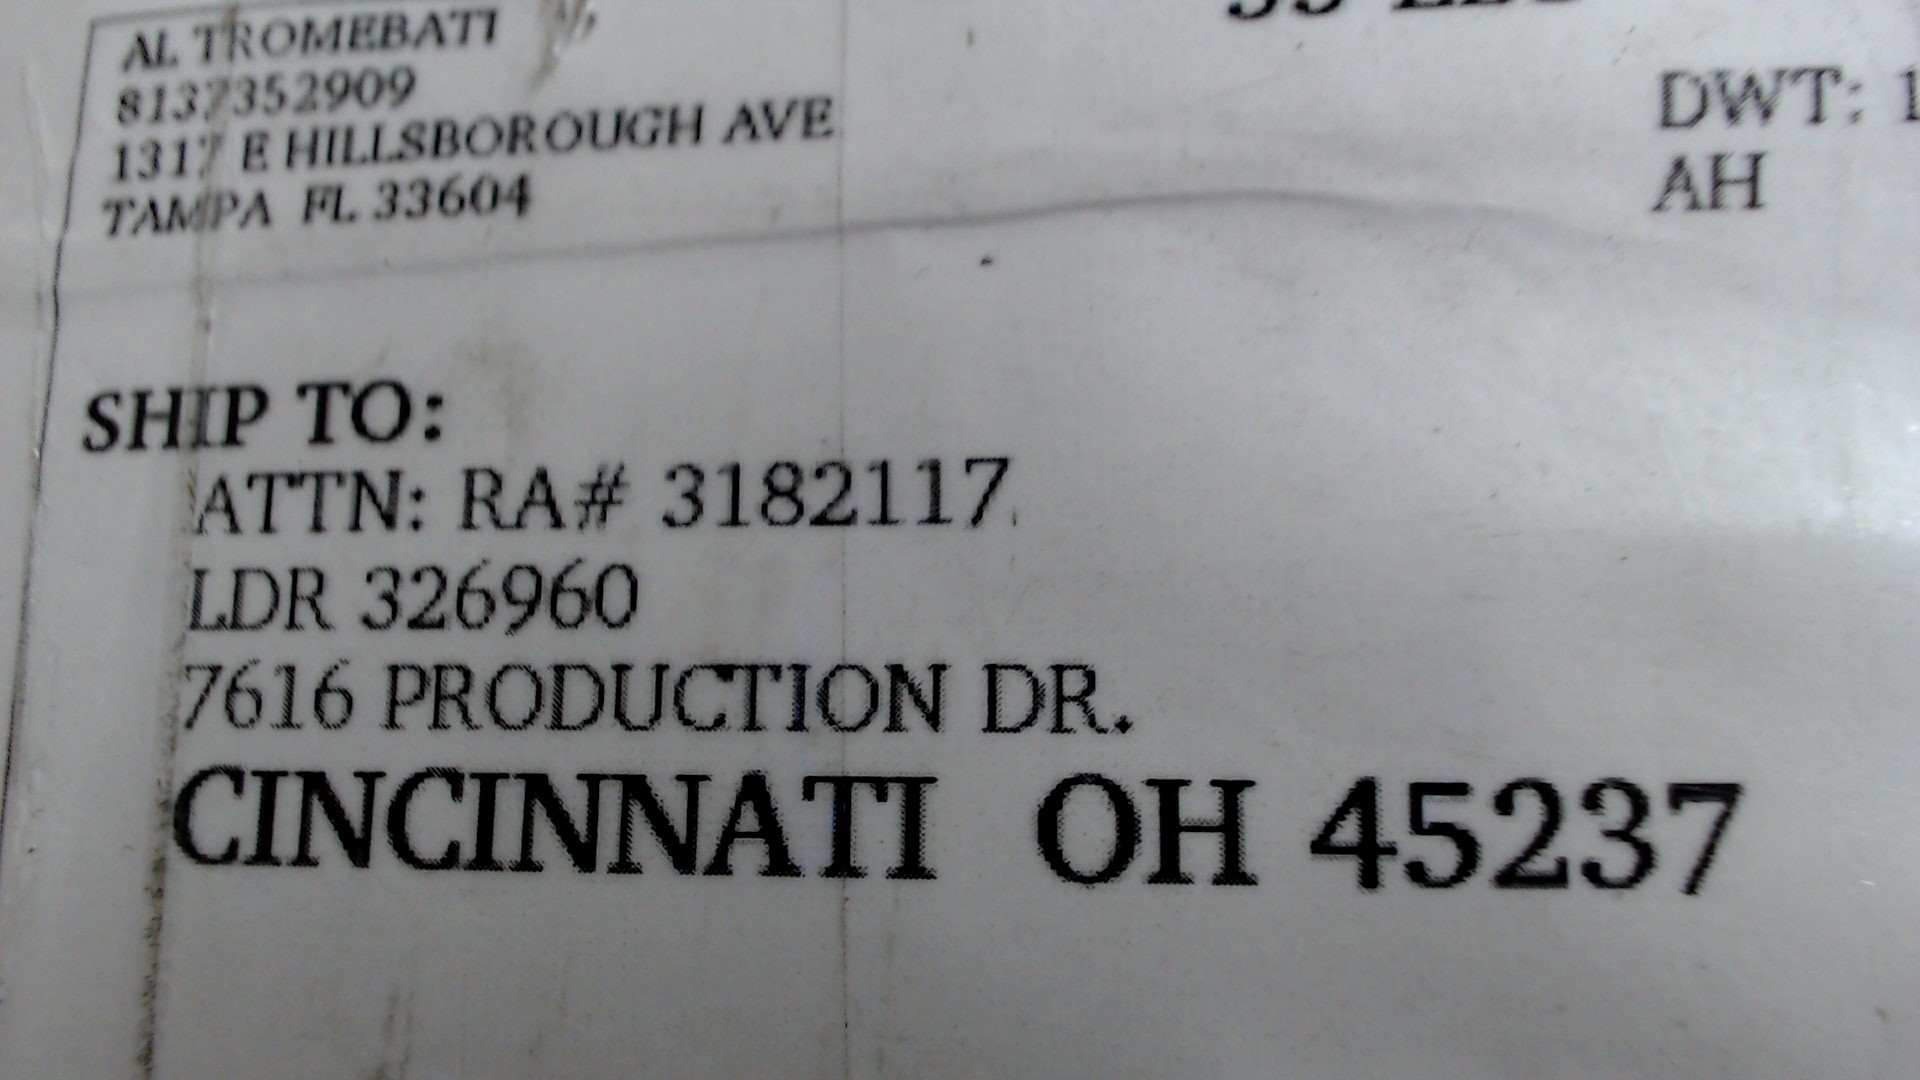 AL TROMEBATI
8137352909
1317 E HILLSBOROUGH AVE
TAMPA FL 33604
DWT: 1
AH
SHIP TO:
ATTN: RA# 3182117
LDR 326960
7616 PRODUCTION DR.
CINCINNATI OH 45237